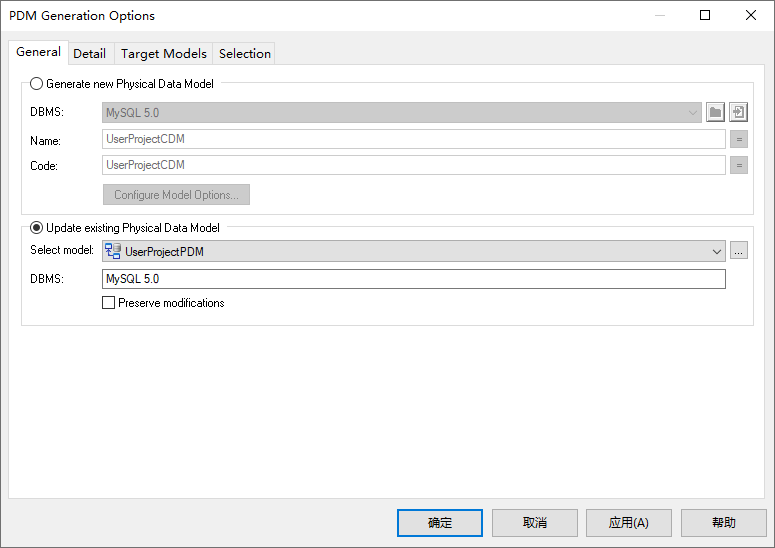 PDM Generation Options
General Detail Target Models Selection
Generate new Physical Data Model
DBMS: MySQL 5.0
Name: UserProjectCDM =
Code: UserProjectCDM =
Configure Model Options...
Update existing Physical Data Model
Select model: UserProjectPDM ...
DBMS: MySQL 5.0
Preserve modifications
确定 取消 应用(A) 帮助